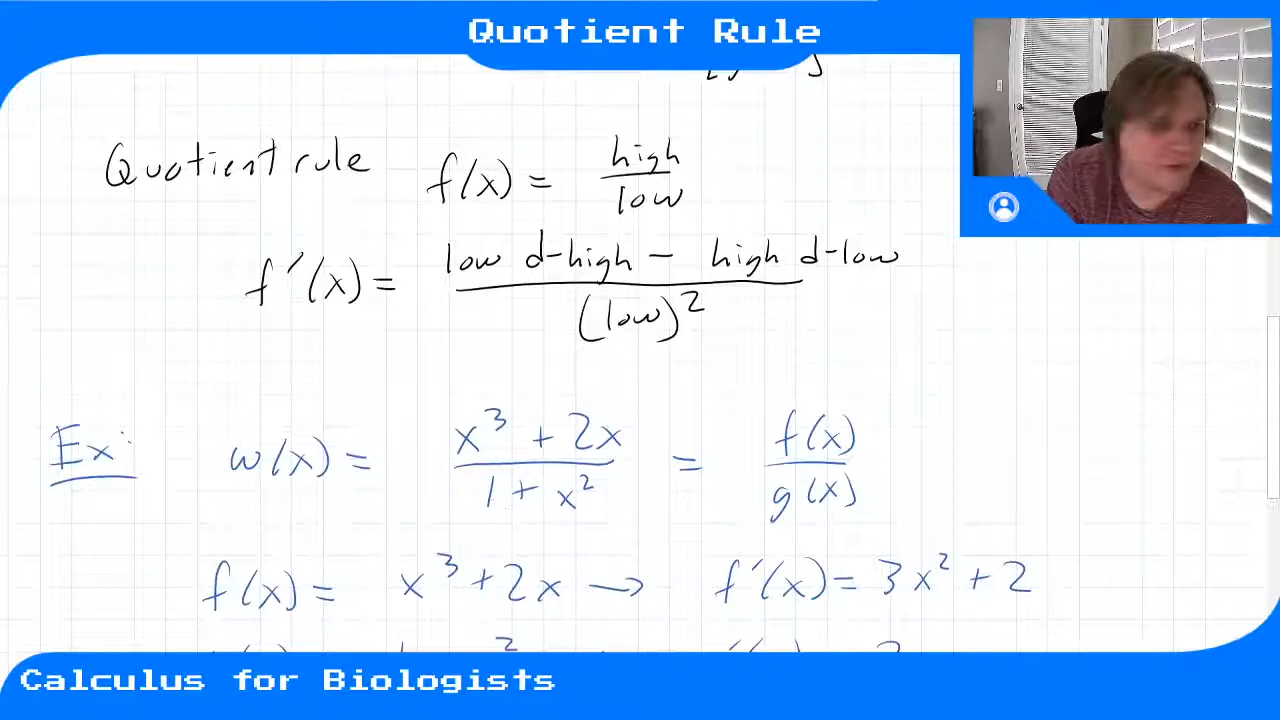 Quotient Rule
Quotient rule f(x) = high / low
f'(x) = low d-high − high d-low / (low)²
Ex: w(x) = x³ + 2x / 1 + x² = f(x) / g(x)
f(x) = x³ + 2x → f'(x) = 3x² + 2
Calculus for Biologists